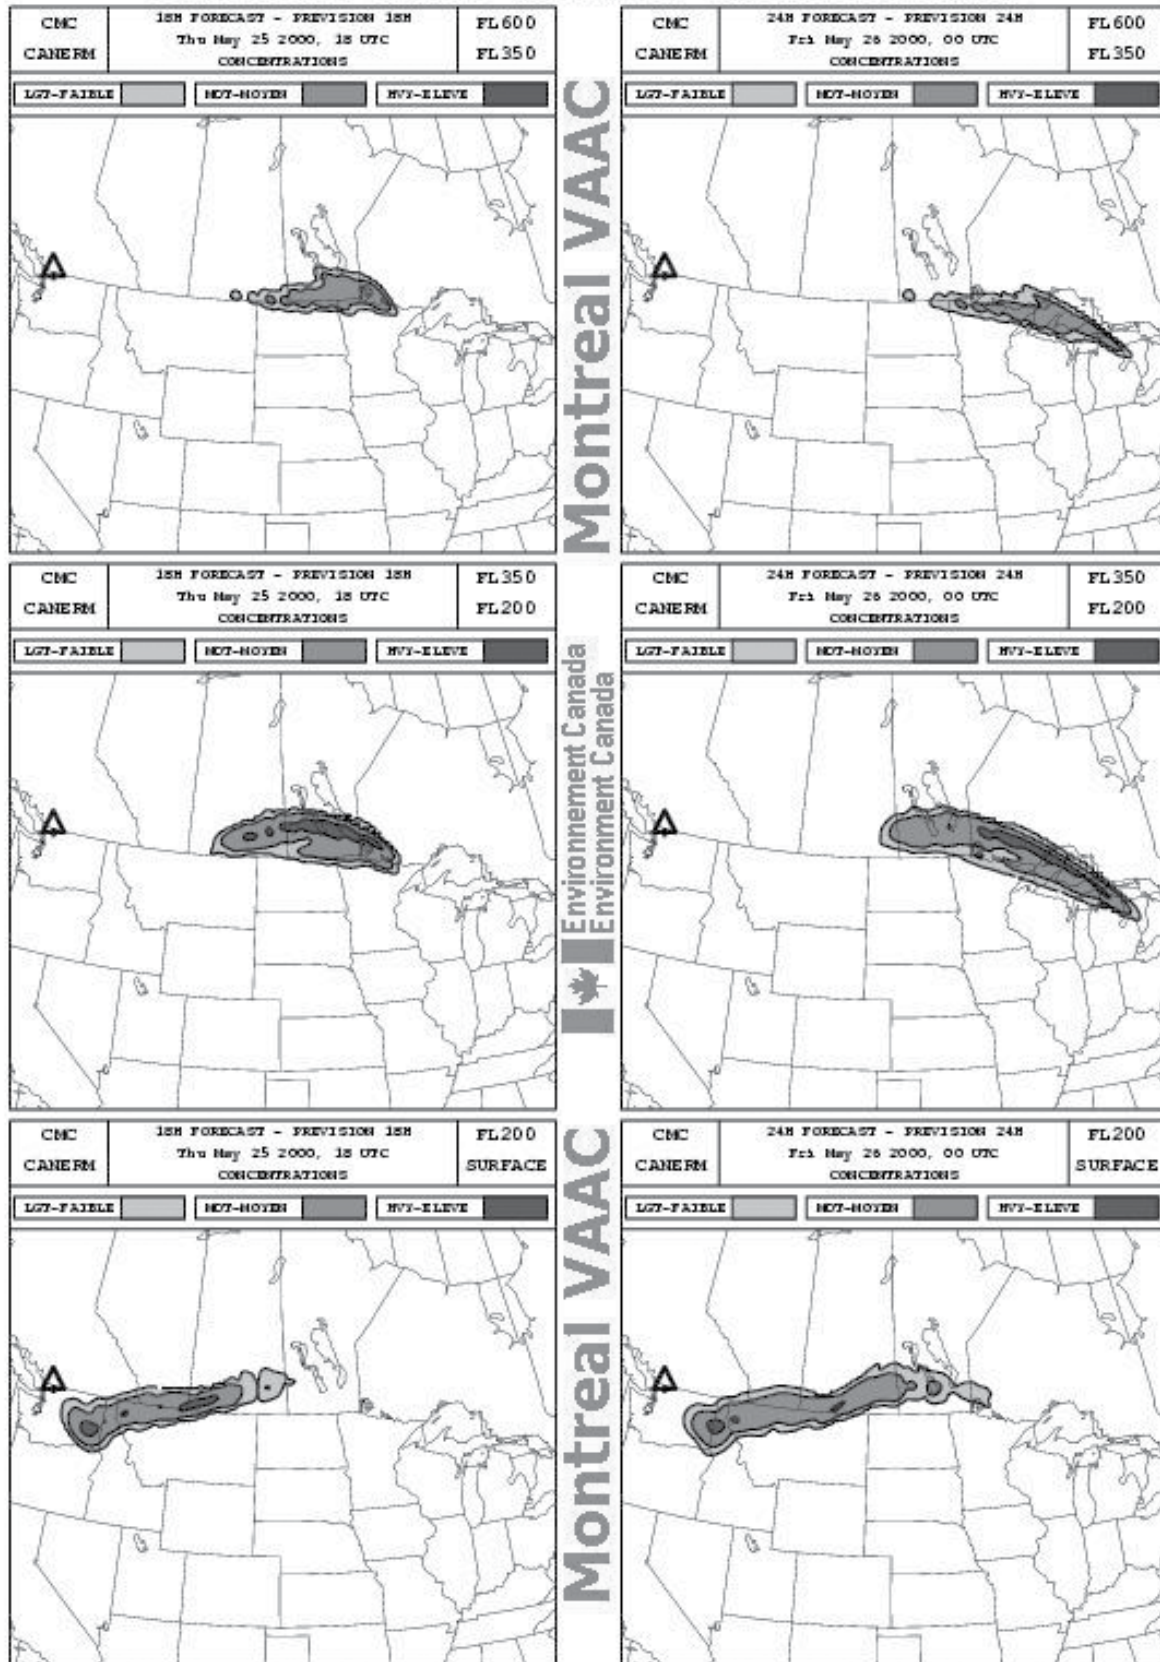 CMC
CANERM
18H FORECAST - PREVISION 18H
Thu May 25 2000, 18 UTC
CONCENTRATIONS
FL600
FL350
LGT-FAIBLE
MDT-MOYEN
HVY-ELEVE
CMC
CANERM
24H FORECAST - PREVISION 24H
Fri May 26 2000, 00 UTC
CONCENTRATIONS
FL600
FL350
LGT-FAIBLE
MDT-MOYEN
HVY-ELEVE
Montreal VAAC
CMC
CANERM
18H FORECAST - PREVISION 18H
Thu May 25 2000, 18 UTC
CONCENTRATIONS
FL350
FL200
LGT-FAIBLE
MDT-MOYEN
HVY-ELEVE
CMC
CANERM
24H FORECAST - PREVISION 24H
Fri May 26 2000, 00 UTC
CONCENTRATIONS
FL350
FL200
LGT-FAIBLE
MDT-MOYEN
HVY-ELEVE
Environnement Canada
Environment Canada
CMC
CANERM
18H FORECAST - PREVISION 18H
Thu May 25 2000, 18 UTC
CONCENTRATIONS
FL200
SURFACE
LGT-FAIBLE
MDT-MOYEN
HVY-ELEVE
CMC
CANERM
24H FORECAST - PREVISION 24H
Fri May 26 2000, 00 UTC
CONCENTRATIONS
FL200
SURFACE
LGT-FAIBLE
MDT-MOYEN
HVY-ELEVE
Montreal VAAC